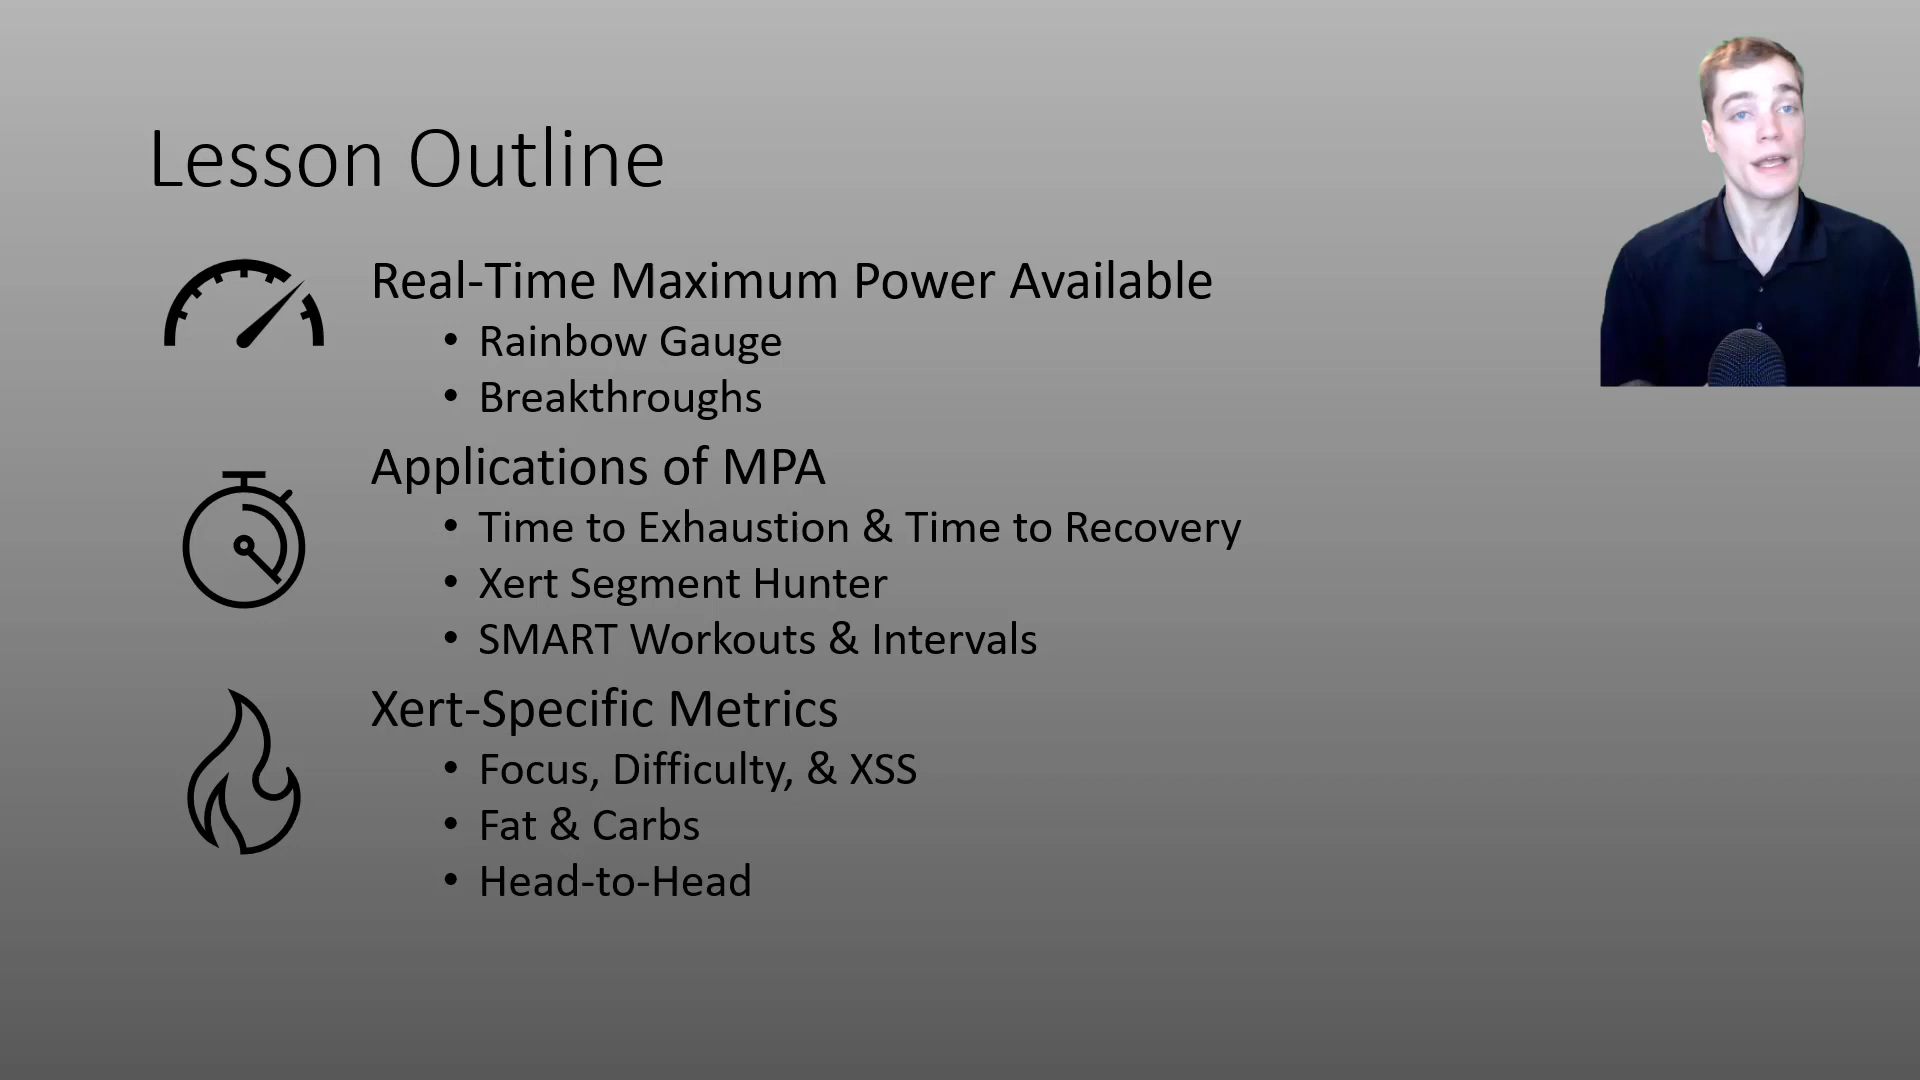 Lesson Outline
Real-Time Maximum Power Available
• Rainbow Gauge
• Breakthroughs
Applications of MPA
• Time to Exhaustion & Time to Recovery
• Xert Segment Hunter
• SMART Workouts & Intervals
Xert-Specific Metrics
• Focus, Difficulty, & XSS
• Fat & Carbs
• Head-to-Head